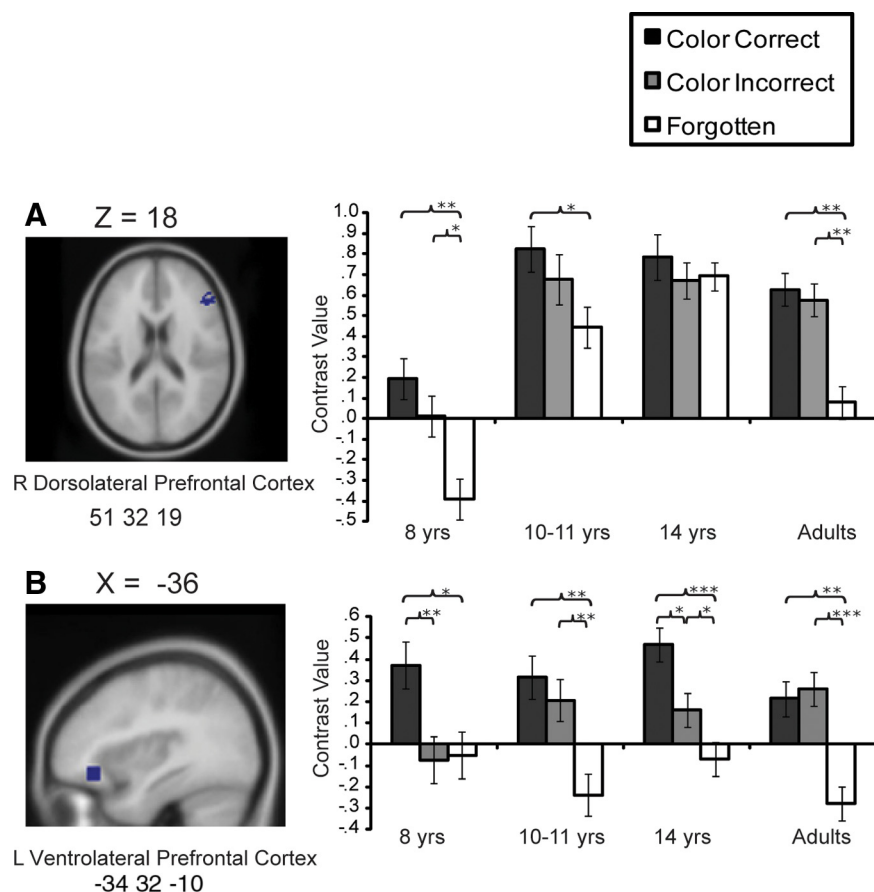 Color Correct
Color Incorrect
Forgotten
A
Z = 18
R Dorsolateral Prefrontal Cortex
51 32 19
Contrast Value
1.0
.9
.8
.7
.6
.5
.4
.3
.2
.1
.0
-.1
-.2
-.3
-.4
-.5
** 
*
*
**
**
8 yrs
10-11 yrs
14 yrs
Adults
B
X = -36
L Ventrolateral Prefrontal Cortex
-34 32 -10
Contrast Value
.6
.5
.4
.3
.2
.1
.0
-.1
-.2
-.3
-.4
*
**
**
**
***
*
*
**
***
8 yrs
10-11 yrs
14 yrs
Adults